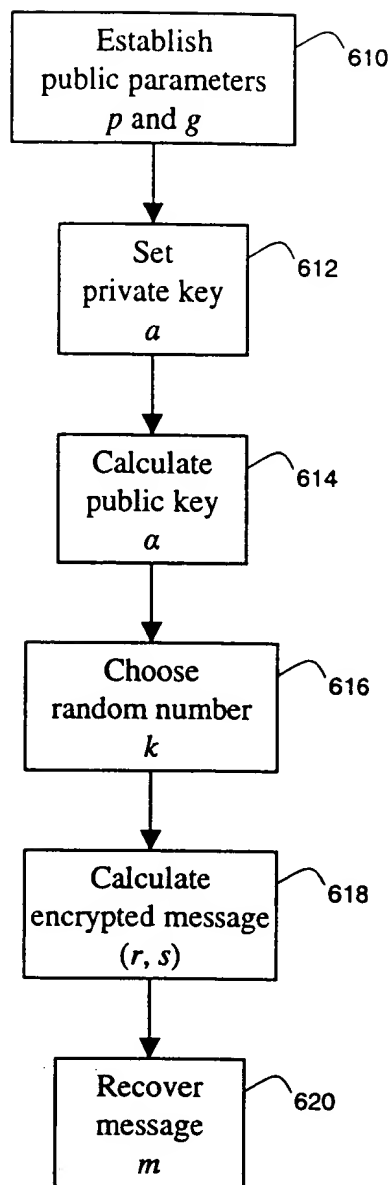 Establish
public parameters
p and g
610
Set
private key
a
612
Calculate
public key
α
614
Choose
random number
k
616
Calculate
encrypted message
(r, s)
618
Recover
message
m
620